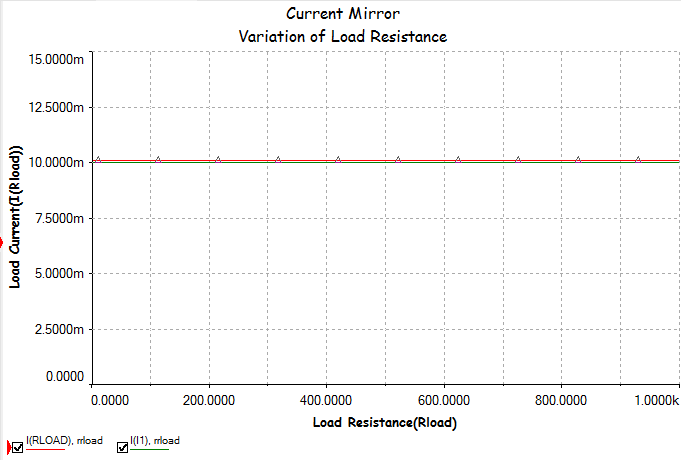 Current Mirror
Variation of Load Resistance
15.0000m
12.5000m
10.0000m
7.5000m
5.0000m
2.5000m
0.0000
Load Current(I(Rload))
0.0000 200.0000 400.0000 600.0000 800.0000 1.0000k
Load Resistance(Rload)
I(RLOAD), rrload I(I1), rrload